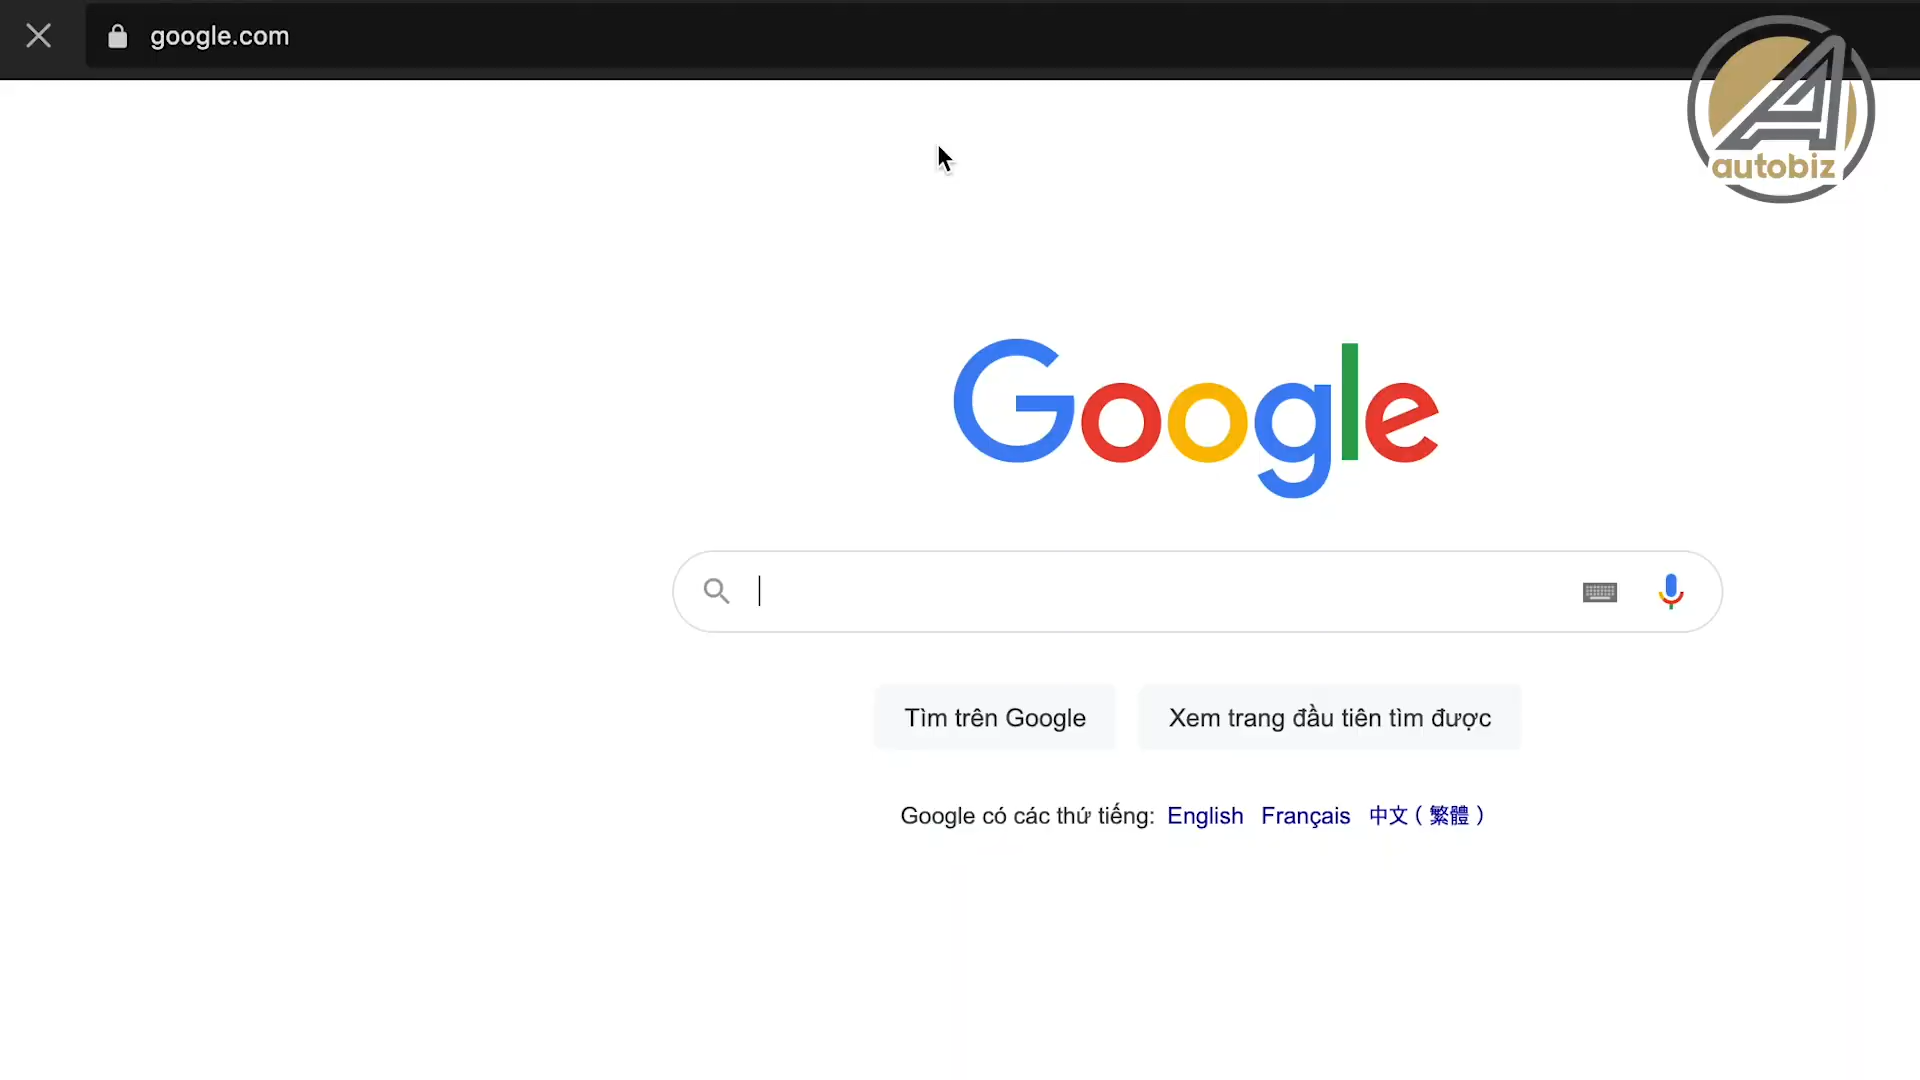 google.com
autobiz
Google
Tìm trên Google
Xem trang đầu tiên tìm được
Google có các thứ tiếng: English Français 中文 ( 繁體 )